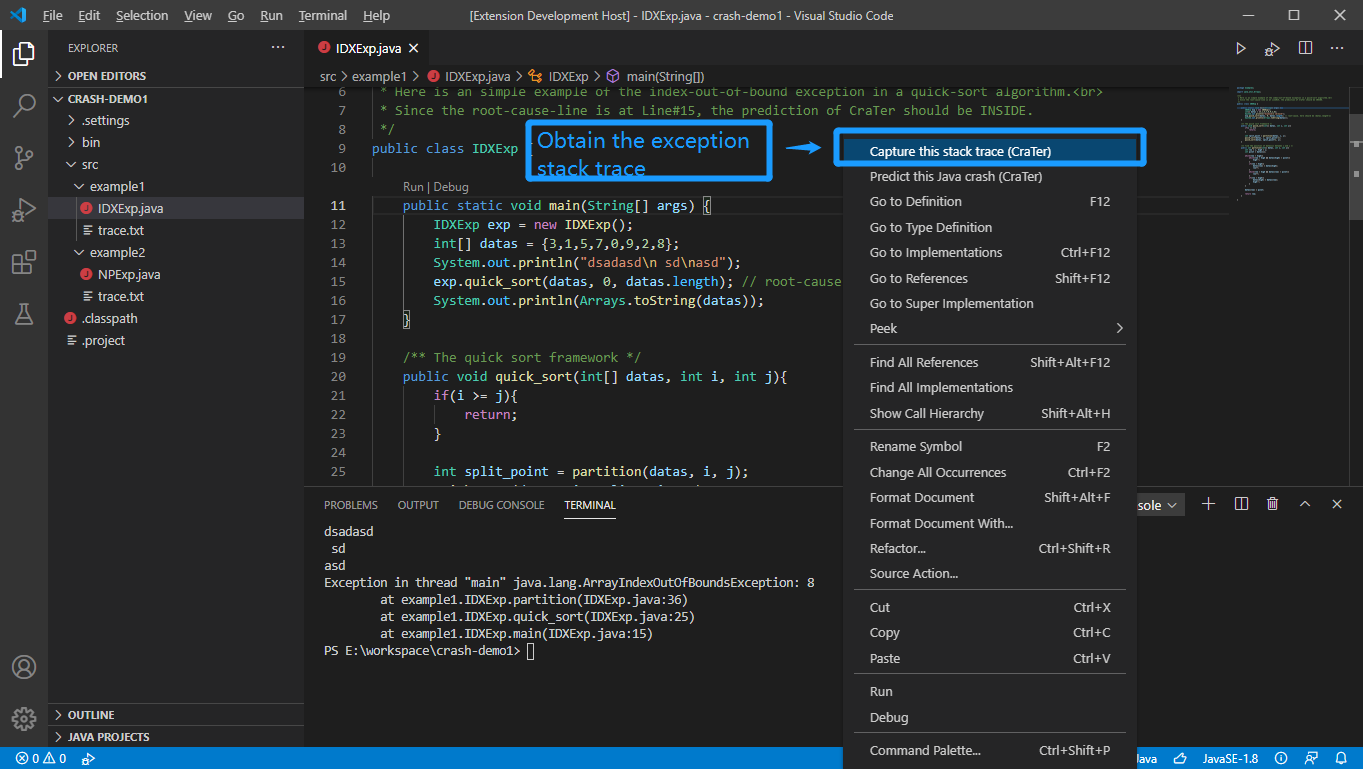 File Edit Selection View Go Run Terminal Help [Extension Development Host] - IDXExp.java - crash-demo1 - Visual Studio Code
EXPLORER
OPEN EDITORS
CRASH-DEMO1
.settings
bin
src
example1
IDXExp.java
trace.txt
example2
NPExp.java
trace.txt
.classpath
.project
OUTLINE
JAVA PROJECTS
IDXExp.java
src > example1 > IDXExp.java > IDXExp > main(String[])
6 * Here is an simple example of the index-out-of-bound exception in a quick-sort algorithm.<br>
7 * Since the root-cause-line is at Line#15, the prediction of CraTer should be INSIDE.
8 */
9 public class IDXExp
10
Run | Debug
11 public static void main(String[] args) {
12 IDXExp exp = new IDXExp();
13 int[] datas = {3,1,5,7,0,9,2,8};
14 System.out.println("dsadasd\n sd\nasd");
15 exp.quick_sort(datas, 0, datas.length); // root-cause
16 System.out.println(Arrays.toString(datas));
17 }
18
19 /** The quick sort framework */
20 public void quick_sort(int[] datas, int i, int j){
21 if(i >= j){
22 return;
23 }
24
25 int split_point = partition(datas, i, j);
Obtain the exception
stack trace
Capture this stack trace (CraTer)
Predict this Java crash (CraTer)
Go to Definition F12
Go to Type Definition
Go to Implementations Ctrl+F12
Go to References Shift+F12
Go to Super Implementation
Peek
Find All References Shift+Alt+F12
Find All Implementations
Show Call Hierarchy Shift+Alt+H
Rename Symbol F2
Change All Occurrences Ctrl+F2
Format Document Shift+Alt+F
Format Document With...
Refactor... Ctrl+Shift+R
Source Action...
Cut Ctrl+X
Copy Ctrl+C
Paste Ctrl+V
Run
Debug
Command Palette... Ctrl+Shift+P
PROBLEMS OUTPUT DEBUG CONSOLE TERMINAL sole
dsadasd
sd
asd
Exception in thread "main" java.lang.ArrayIndexOutOfBoundsException: 8
at example1.IDXExp.partition(IDXExp.java:36)
at example1.IDXExp.quick_sort(IDXExp.java:25)
at example1.IDXExp.main(IDXExp.java:15)
PS E:\workspace\crash-demo1>
0 0 Java JavaSE-1.8